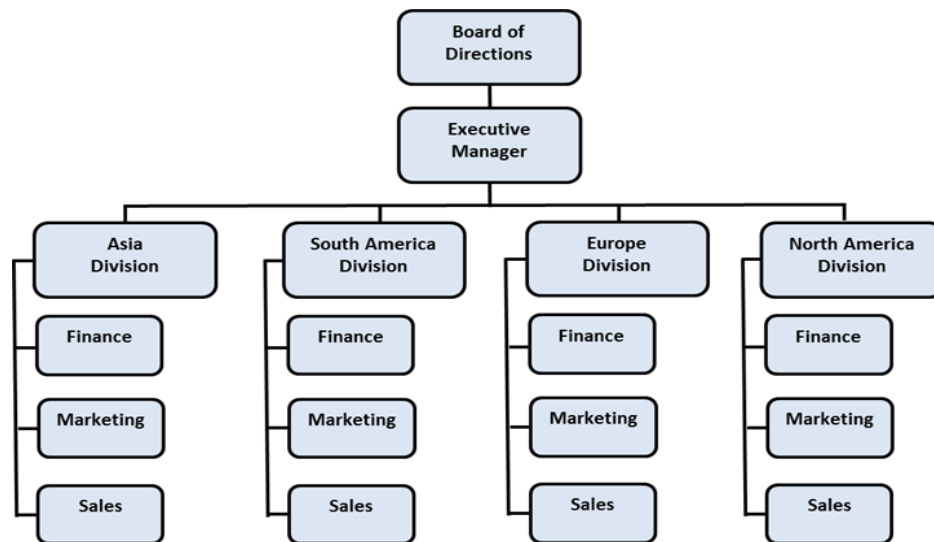 Board of
Directions
Executive
Manager
Asia
Division
South America
Division
Europe
Division
North America
Division
Finance
Finance
Finance
Finance
Marketing
Marketing
Marketing
Marketing
Sales
Sales
Sales
Sales